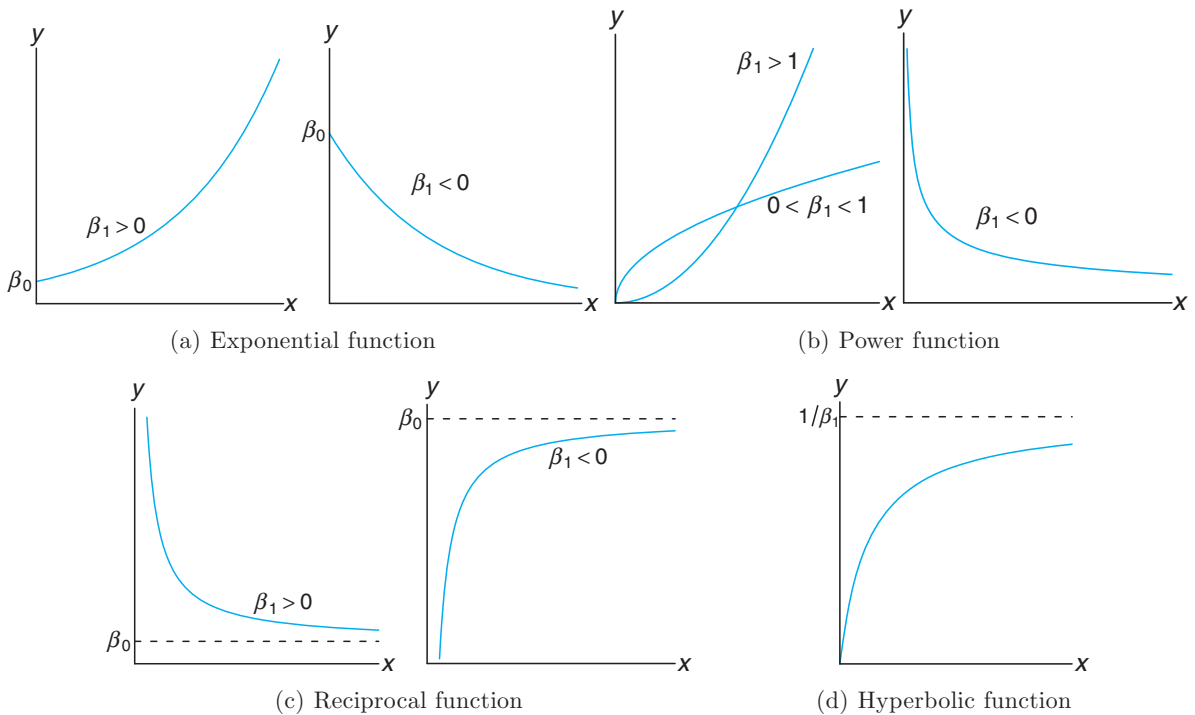 y
β₀
β₁ > 0
x
y
β₀
β₁ < 0
x
(a) Exponential function
y
β₁ > 1
0 < β₁ < 1
x
y
β₁ < 0
x
(b) Power function
y
β₁ > 0
β₀
x
y
β₀
β₁ < 0
x
(c) Reciprocal function
y
1/β₁
x
(d) Hyperbolic function